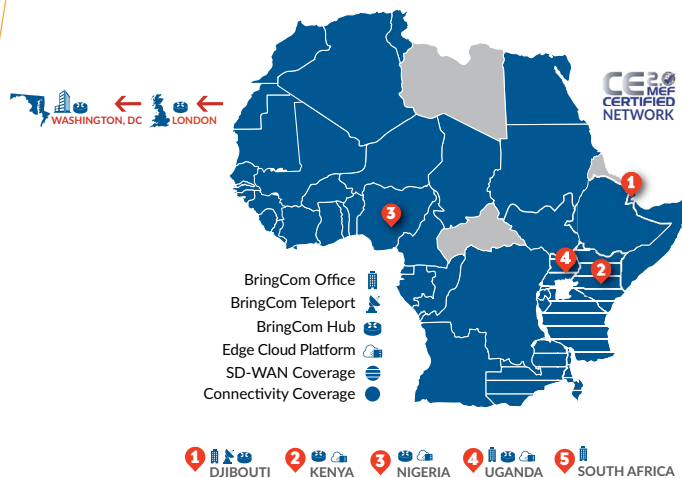 CE 2.0
MEF
CERTIFIED
NETWORK
WASHINGTON, DC
LONDON
1
3
4
2
BringCom Office
BringCom Teleport
BringCom Hub
Edge Cloud Platform
SD-WAN Coverage
Connectivity Coverage
1 DJIBOUTI
2 KENYA
3 NIGERIA
4 UGANDA
5 SOUTH AFRICA